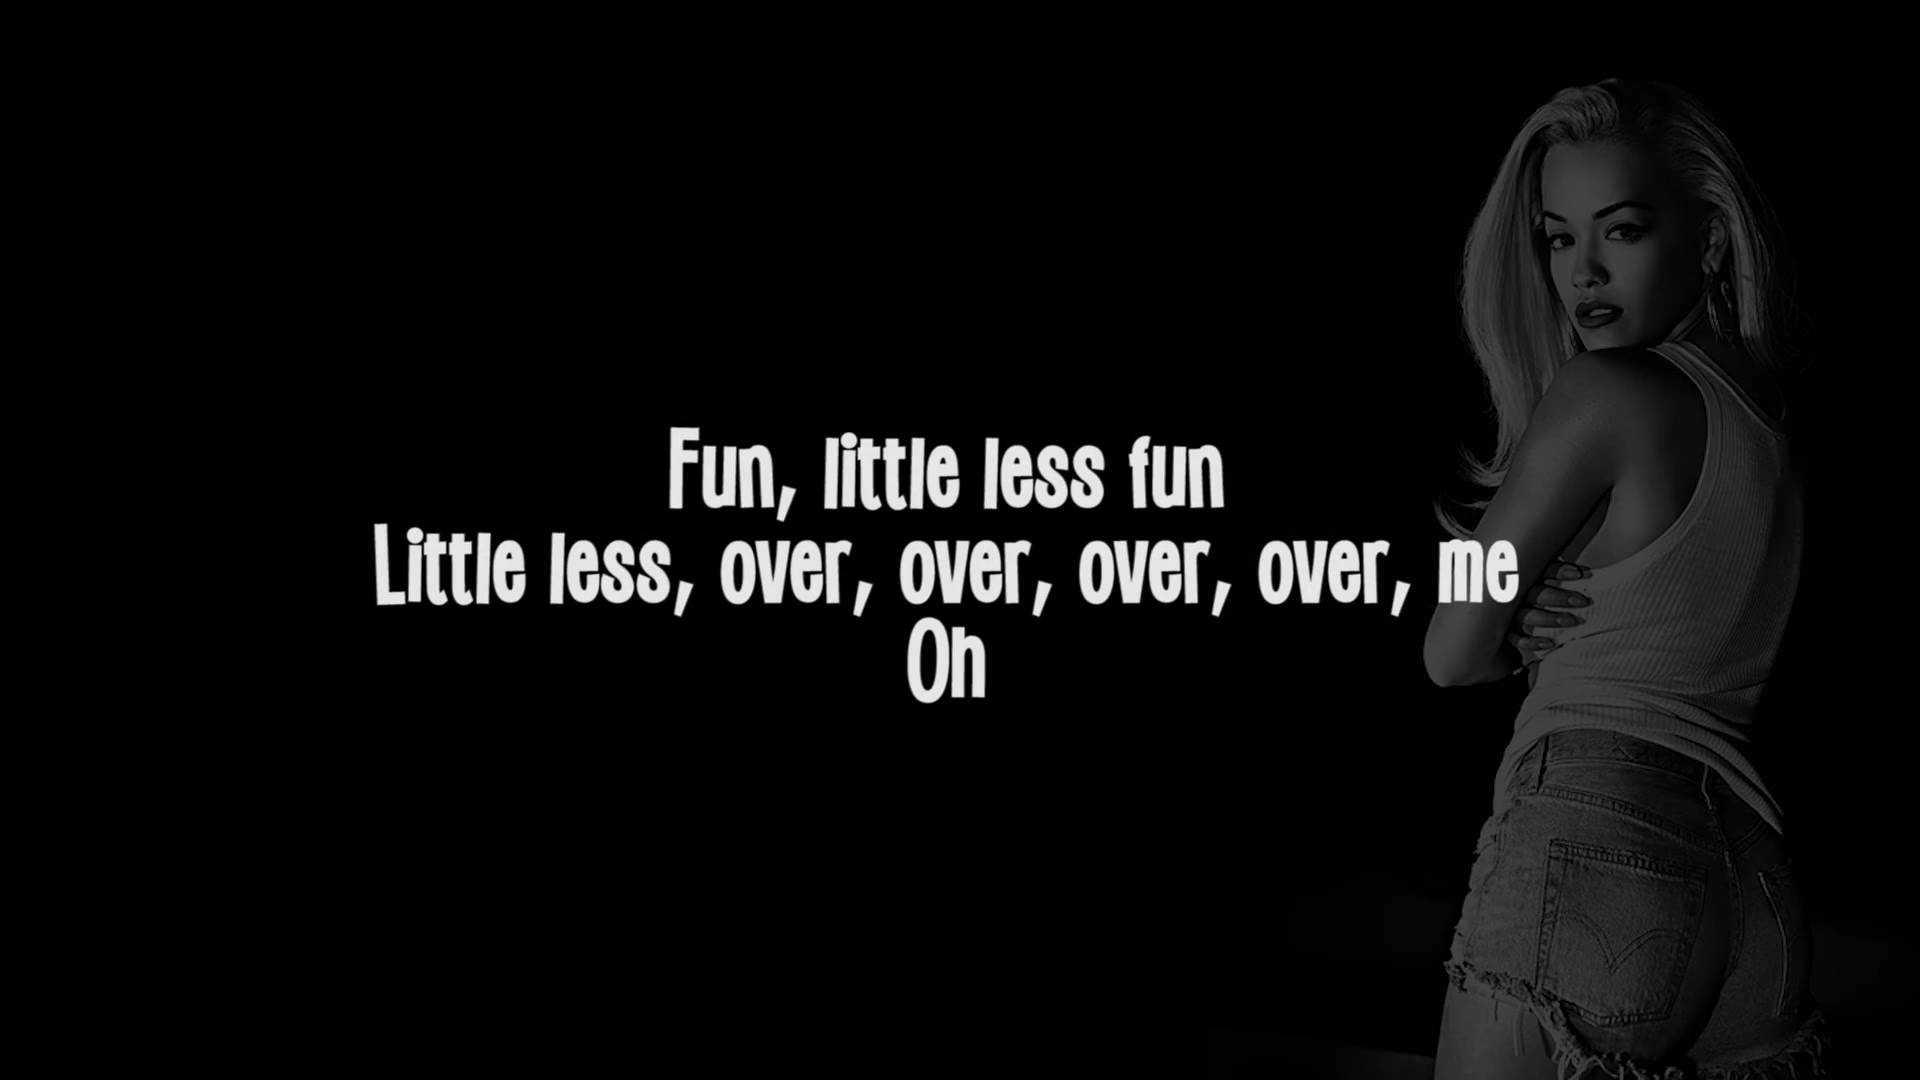 Fun, little less fun
Little less, over, over, over, over, me
Oh